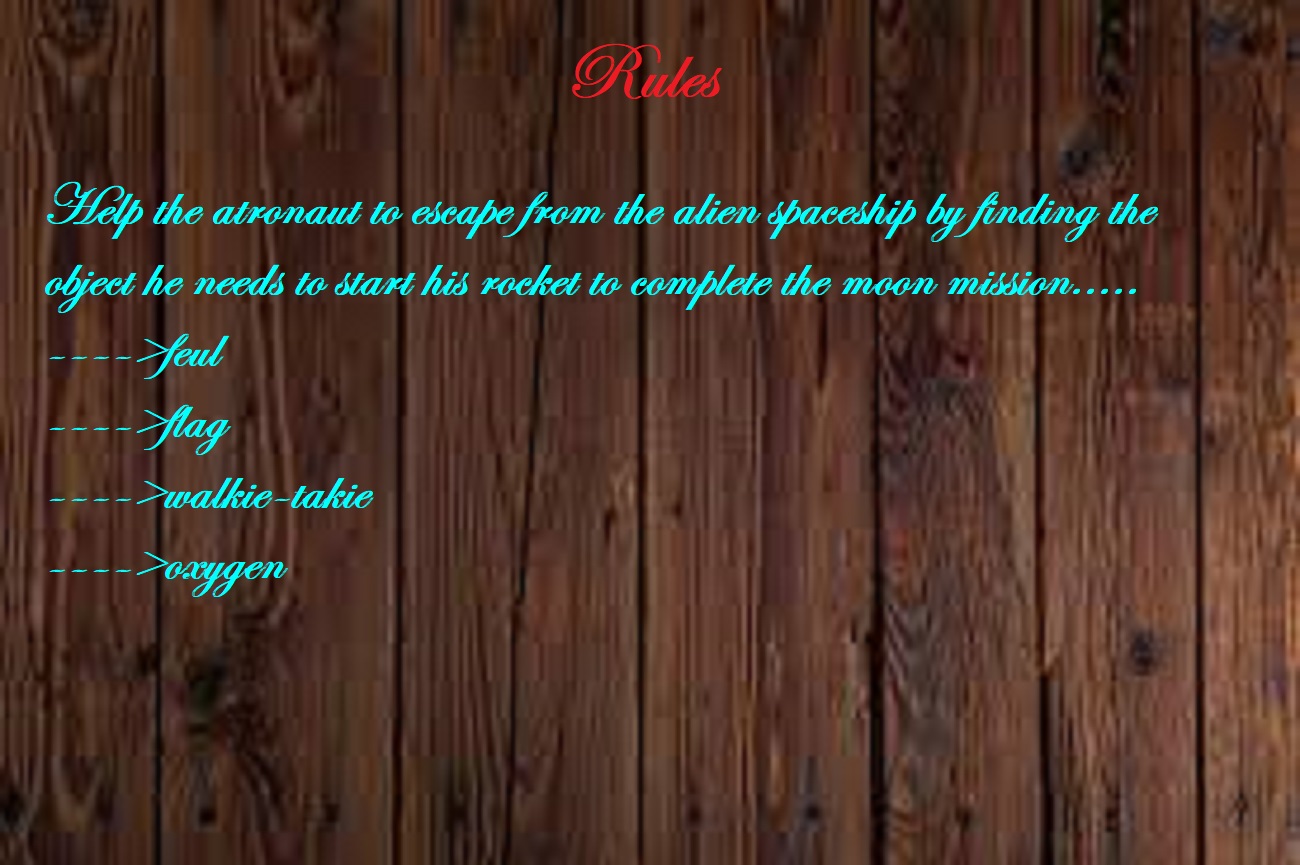 Rules
Help the atronaut to escape from the alien spaceship by finding the
object he needs to start his rocket to complete the moon mission.....
---->feul
---->flag
---->walkie-takie
---->oxygen